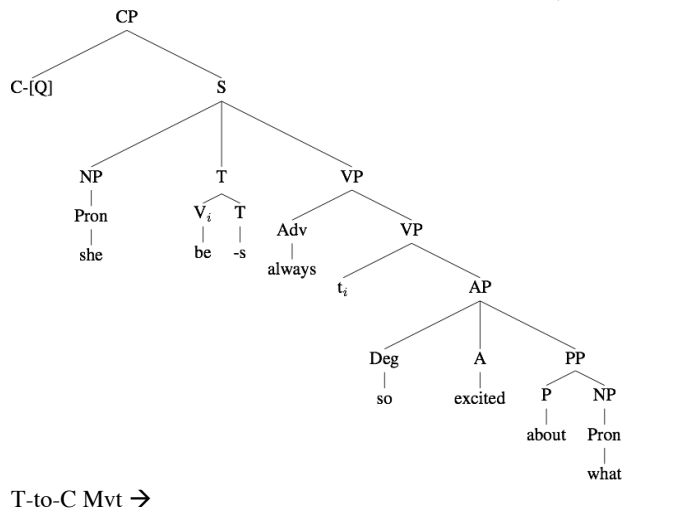 CP
C-[Q] S
NP T VP
Pron Vᵢ T Adv VP
she be -s always tᵢ AP
Deg A PP
so excited P NP
about Pron
what
T-to-C Mvt →